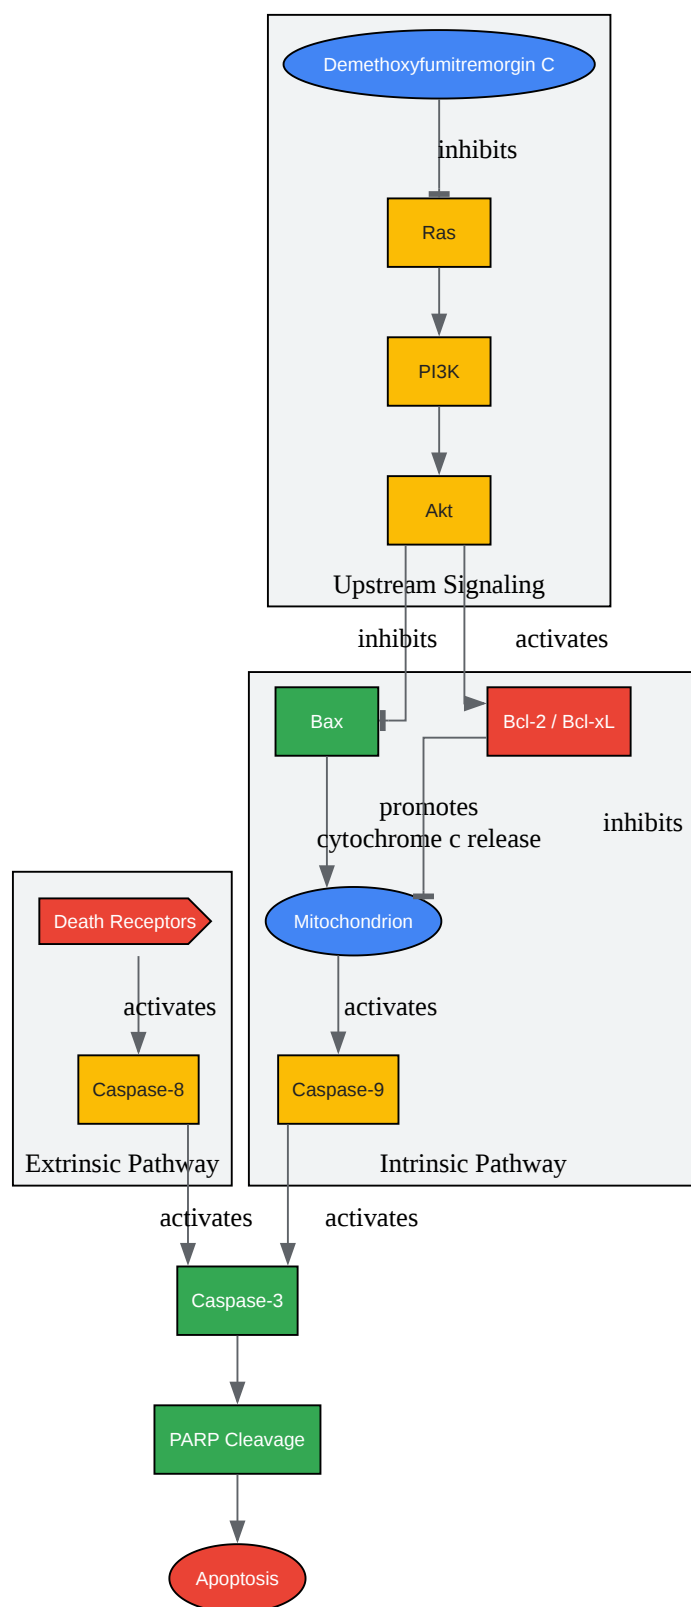 Demethoxyfumitremorgin C
inhibits
Ras
PI3K
Akt
Upstream Signaling
inhibits
activates
Bax
Bcl-2 / Bcl-xL
promotes
cytochrome c release
inhibits
Death Receptors
Mitochondrion
activates
activates
Caspase-8
Caspase-9
Extrinsic Pathway
Intrinsic Pathway
activates
activates
Caspase-3
PARP Cleavage
Apoptosis